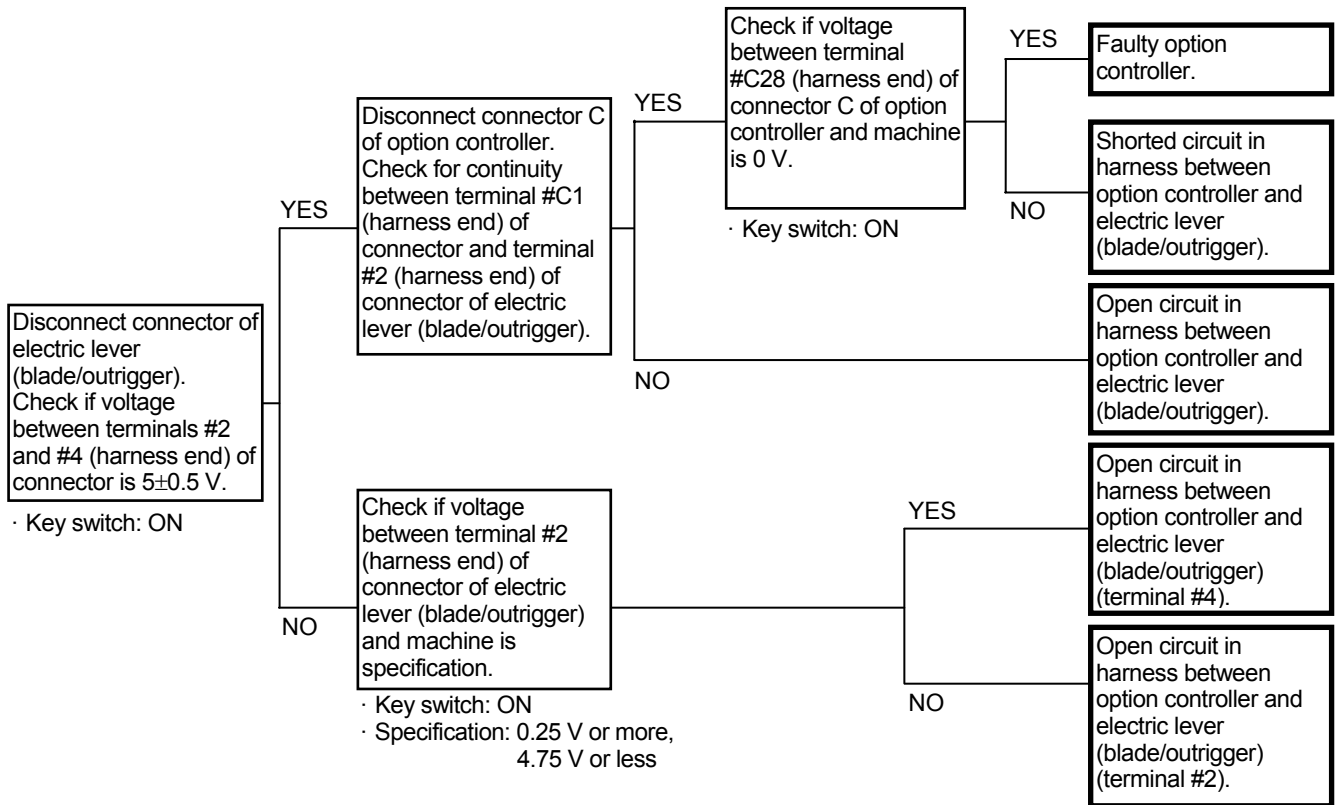 Disconnect connector of
electric lever
(blade/outrigger).
Check if voltage
between terminals #2
and #4 (harness end) of
connector is 5±0.5 V.
· Key switch: ON
YES
Disconnect connector C
of option controller.
Check for continuity
between terminal #C1
(harness end) of
connector and terminal
#2 (harness end) of
connector of electric
lever (blade/outrigger).
YES
Check if voltage
between terminal
#C28 (harness end) of
connector C of option
controller and machine
is 0 V.
· Key switch: ON
YES
Faulty option
controller.
NO
Shorted circuit in
harness between
option controller and
electric lever
(blade/outrigger).
NO
Open circuit in
harness between
option controller and
electric lever
(blade/outrigger).
NO
Check if voltage
between terminal #2
(harness end) of
connector of electric
lever (blade/outrigger)
and machine is
specification.
· Key switch: ON
· Specification: 0.25 V or more,
4.75 V or less
YES
Open circuit in
harness between
option controller and
electric lever
(blade/outrigger)
(terminal #4).
NO
Open circuit in
harness between
option controller and
electric lever
(blade/outrigger)
(terminal #2).